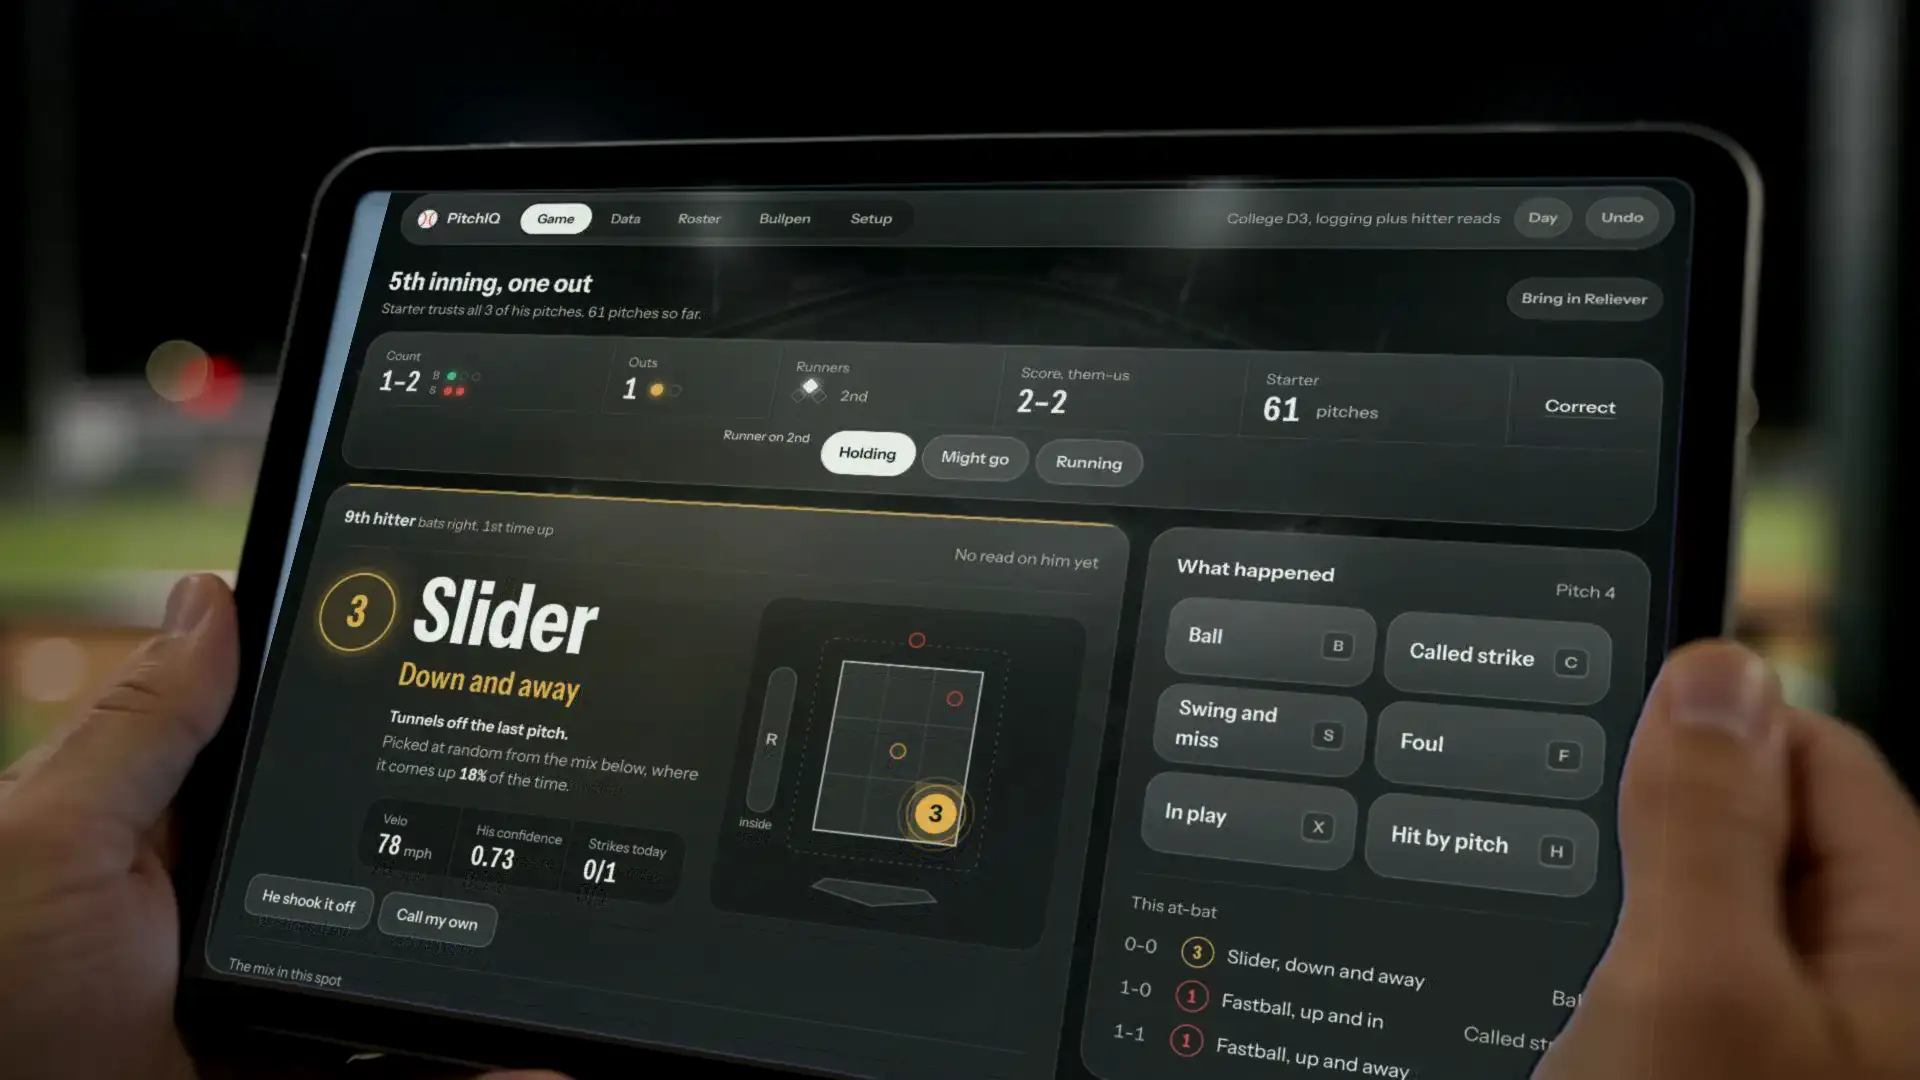 PitchIQ Game Data Roster Bullpen Setup College D3, logging plus hitter reads Day Undo
5th inning, one out
Starter trusts all 3 of his pitches. 61 pitches so far.
Bring in Reliever
Count
1-2 B S
Outs
1
Runners
2nd
Score, them-us
2-2
Starter
61 pitches
Correct
Runner on 2nd Holding Might go Running
9th hitter bats right, 1st time up
No read on him yet
3 Slider
Down and away
Tunnels off the last pitch.
Picked at random from the mix below, where
it comes up 18% of the time.
Velo
78 mph
His confidence
0.73
Strikes today
0/1
He shook it off Call my own
The mix in this spot
R
inside
3
What happened Pitch 4
Ball B
Called strike C
Swing and
miss S
Foul F
In play X
Hit by pitch H
This at-bat
0-0 3 Slider, down and away
1-0 1 Fastball, up and in Called
1-1 1 Fastball, up and away